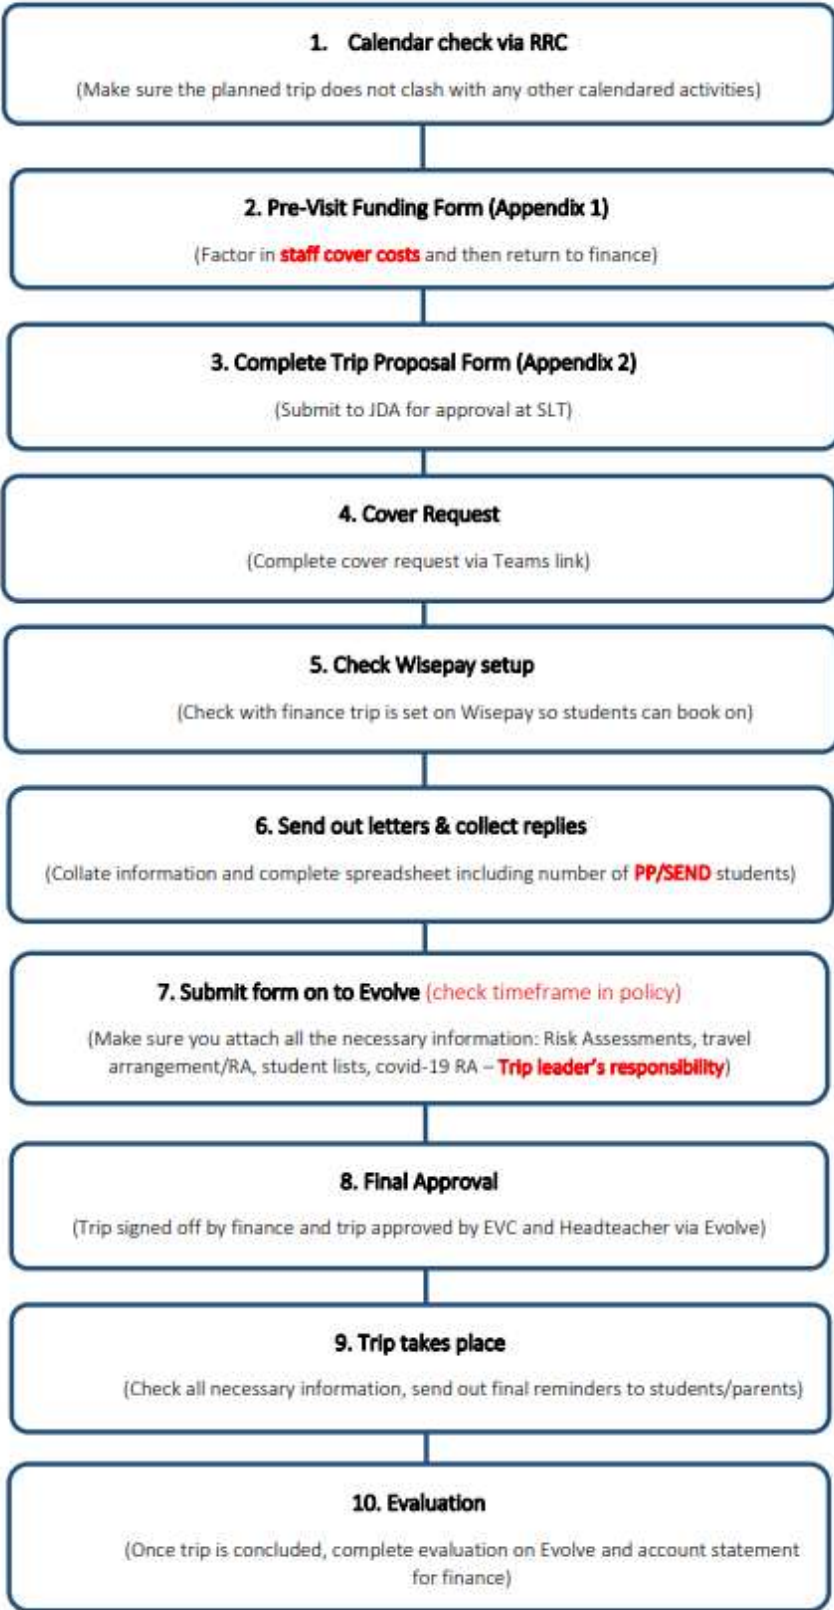 1. Calendar check via RRC
(Make sure the planned trip does not clash with any other calendared activities)
2. Pre-Visit Funding Form (Appendix 1)
(Factor in staff cover costs and then return to finance)
3. Complete Trip Proposal Form (Appendix 2)
(Submit to JDA for approval at SLT)
4. Cover Request
(Complete cover request via Teams link)
5. Check Wisepay setup
(Check with finance trip is set on Wisepay so students can book on)
6. Send out letters & collect replies
(Collate information and complete spreadsheet including number of PP/SEND students)
7. Submit form on to Evolve (check timeframe in policy)
(Make sure you attach all the necessary information: Risk Assessments, travel
arrangement/RA, student lists, covid-19 RA – Trip leader's responsibility)
8. Final Approval
(Trip signed off by finance and trip approved by EVC and Headteacher via Evolve)
9. Trip takes place
(Check all necessary information, send out final reminders to students/parents)
10. Evaluation
(Once trip is concluded, complete evaluation on Evolve and account statement
for finance)